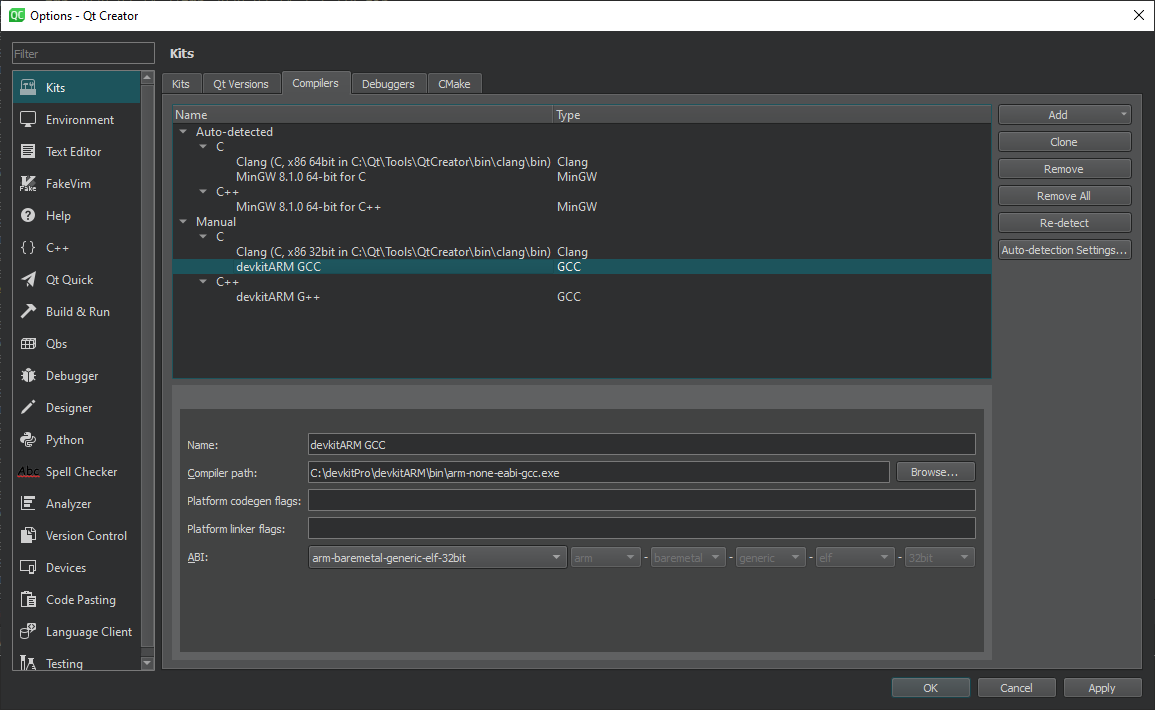 QC Options - Qt Creator
Filter
Kits
Kits
Environment
Text Editor
Fake
FakeVim
Help
C++
Qt Quick
Build & Run
Qbs
Debugger
Designer
Python
Abc Spell Checker
Analyzer
Version Control
Devices
Code Pasting
Language Client
Testing
Kits Qt Versions Compilers Debuggers CMake
Name Type
Auto-detected
C
Clang (C, x86 64bit in C:\Qt\Tools\QtCreator\bin\clang\bin) Clang
MinGW 8.1.0 64-bit for C MinGW
C++
MinGW 8.1.0 64-bit for C++ MinGW
Manual
C
Clang (C, x86 32bit in C:\Qt\Tools\QtCreator\bin\clang\bin) Clang
devkitARM GCC GCC
C++
devkitARM G++ GCC
Add
Clone
Remove
Remove All
Re-detect
Auto-detection Settings...
Name: devkitARM GCC
Compiler path: C:\devkitPro\devkitARM\bin\arm-none-eabi-gcc.exe Browse...
Platform codegen flags:
Platform linker flags:
ABI: arm-baremetal-generic-elf-32bit arm - baremetal - generic - elf - 32bit
OK Cancel Apply